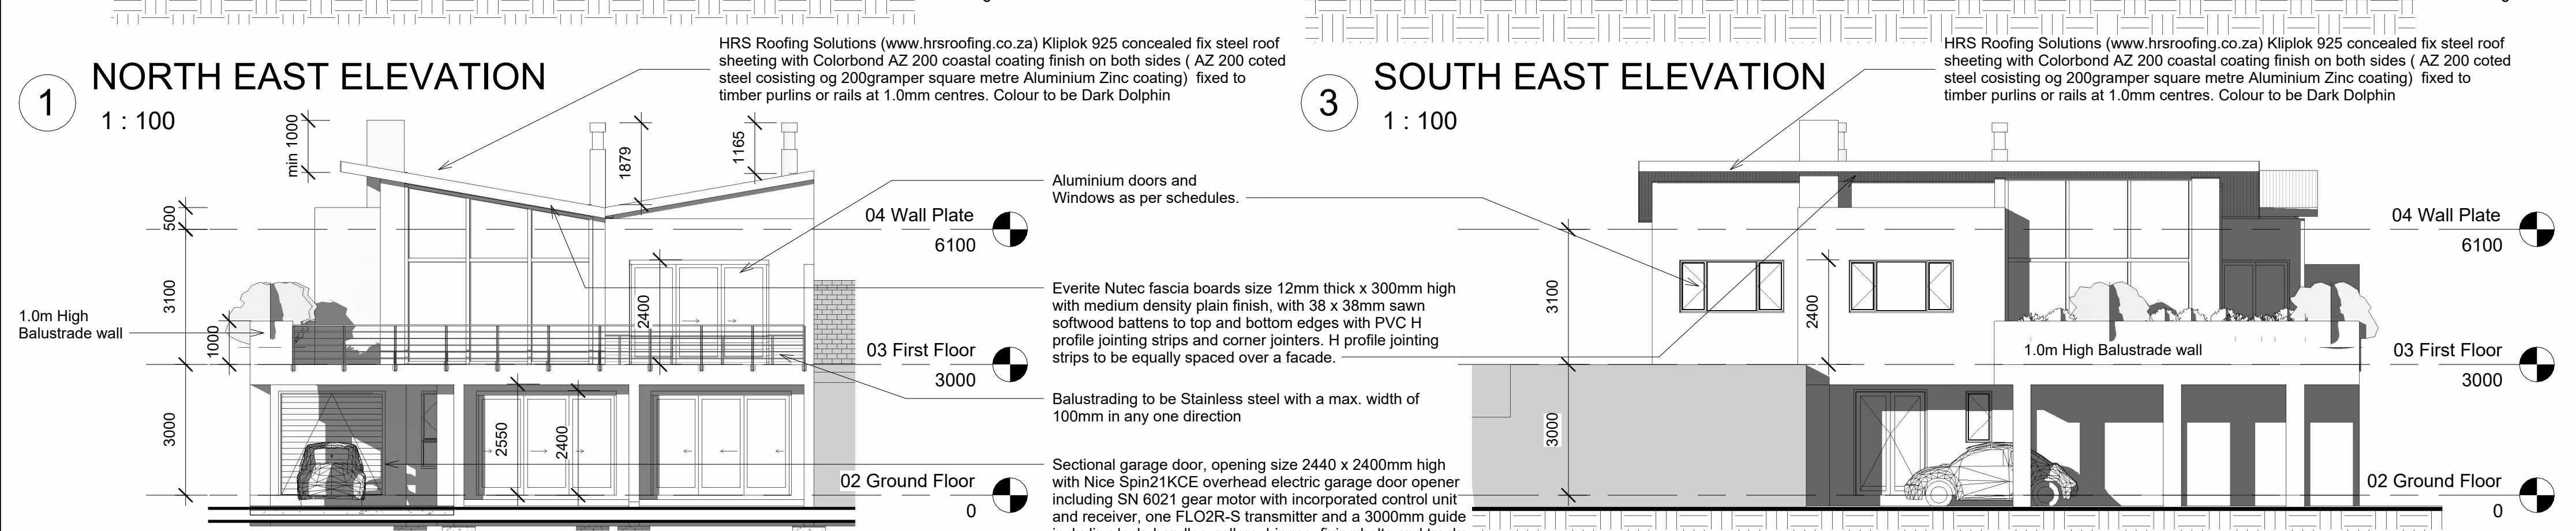 1
NORTH EAST ELEVATION
1 : 100
HRS Roofing Solutions (www.hrsroofing.co.za) Kliplok 925 concealed fix steel roof
sheeting with Colorbond AZ 200 coastal coating finish on both sides ( AZ 200 coted
steel cosisting og 200gramper square metre Aluminium Zinc coating)  fixed to
timber purlins or rails at 1.0mm centres. Colour to be Dark Dolphin
min 1000
1879
1165
500
3100
1000
3000
2400
2550
2400
1.0m High
Balustrade wall
04 Wall Plate
6100
03 First Floor
3000
02 Ground Floor
0
Aluminium doors and
Windows as per schedules.
Everite Nutec fascia boards size 12mm thick x 300mm high
with medium density plain finish, with 38 x 38mm sawn
softwood battens to top and bottom edges with PVC H
profile jointing strips and corner jointers. H profile jointing
strips to be equally spaced over a facade.
Balustrading to be Stainless steel with a max. width of
100mm in any one direction
Sectional garage door, opening size 2440 x 2400mm high
with Nice Spin21KCE overhead electric garage door opener
including SN 6021 gear motor with incorporated control unit
and receiver, one FLO2R-S transmitter and a 3000mm guide
3
SOUTH EAST ELEVATION
1 : 100
HRS Roofing Solutions (www.hrsroofing.co.za) Kliplok 925 concealed fix steel roof
sheeting with Colorbond AZ 200 coastal coating finish on both sides ( AZ 200 coted
steel cosisting og 200gramper square metre Aluminium Zinc coating)  fixed to
timber purlins or rails at 1.0mm centres. Colour to be Dark Dolphin
3100
2400
3000
1.0m High Balustrade wall
04 Wall Plate
6100
03 First Floor
3000
02 Ground Floor
0